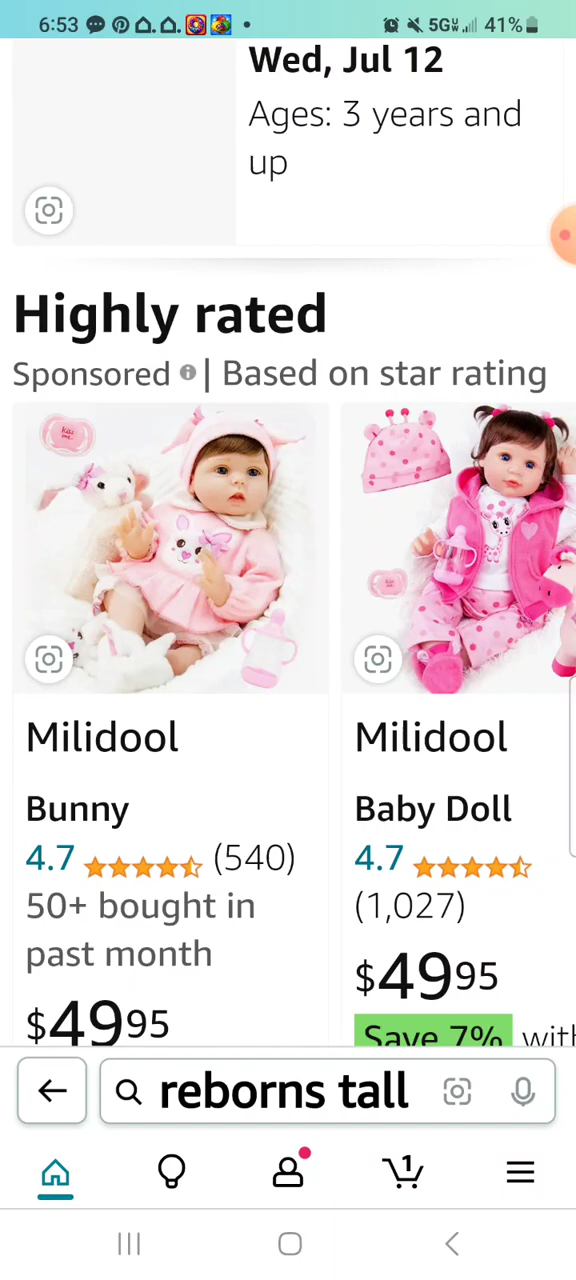 6:53 5G 41%
Wed, Jul 12
Ages: 3 years and
up
Highly rated
Sponsored | Based on star rating
kiss
me
Milidool
Bunny
4.7 (540)
50+ bought in
past month
$49 95
Milidool
Baby Doll
4.7
(1,027)
$49 95
Save 7% with
reborns tall
1